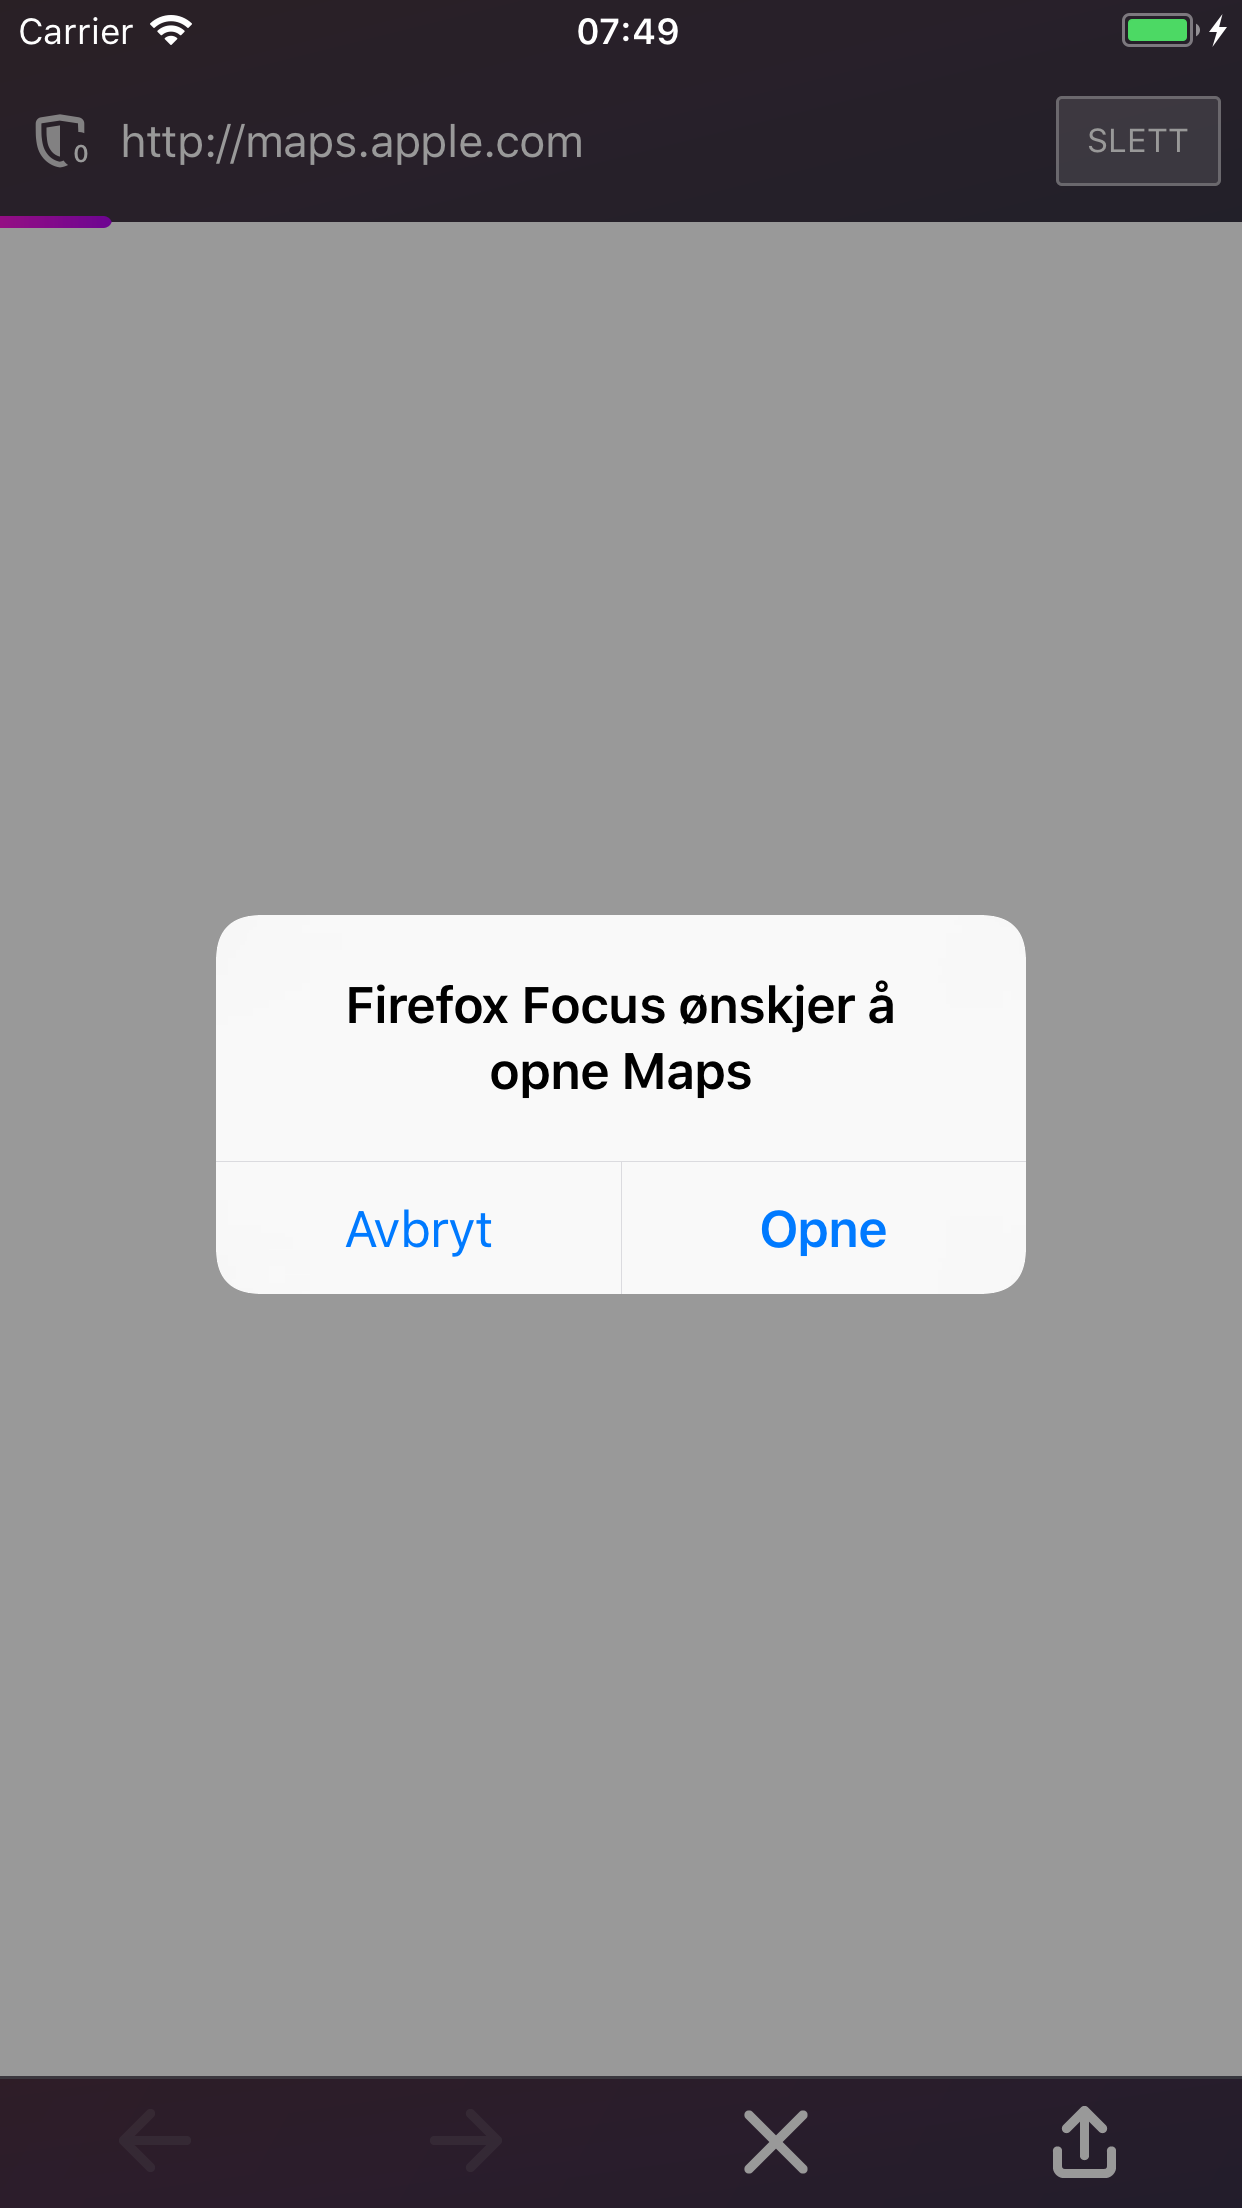 Carrier
07:49
0
http://maps.apple.com
SLETT
Firefox Focus ønskjer å
opne Maps
Avbryt
Opne